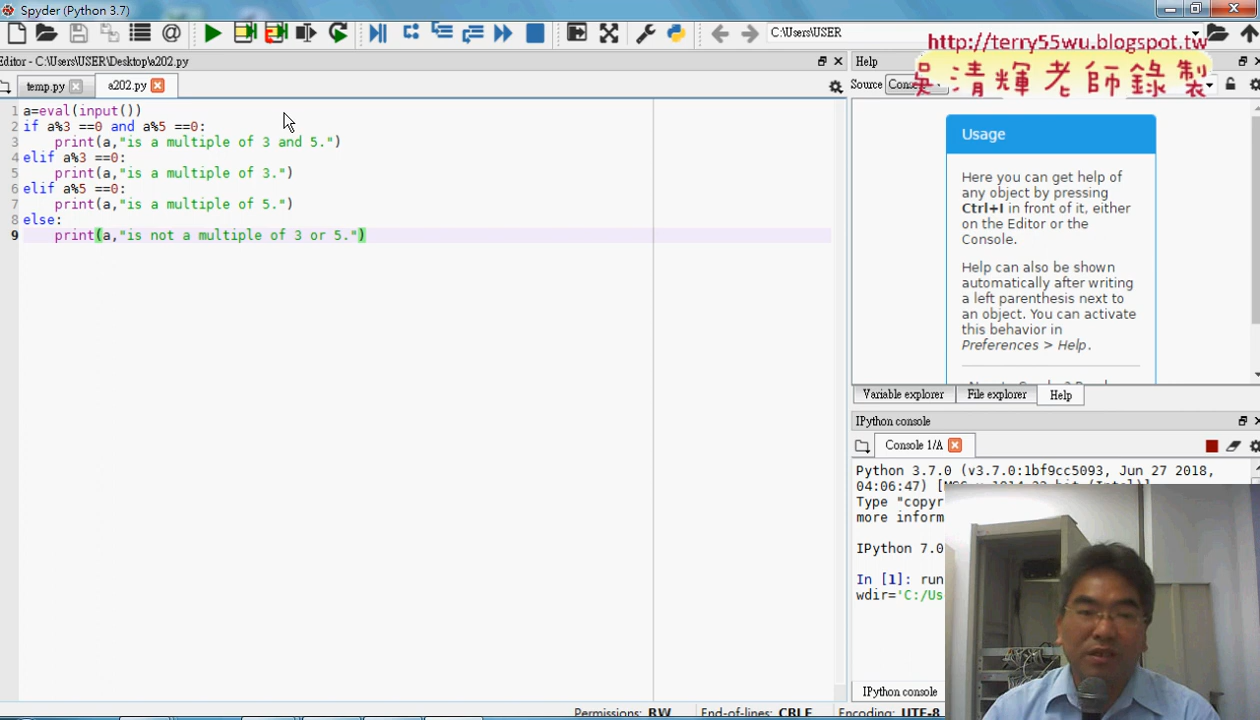 Spyder (Python 3.7)
C:\Users\USER
http://terry55wu.blogspot.tw
吳清輝老師錄製
Editor - C:\Users\USER\Desktop\a202.py
temp.py
a202.py
1 a=eval(input())
2 if a%3 ==0 and a%5 ==0:
3 print(a,"is a multiple of 3 and 5.")
4 elif a%3 ==0:
5 print(a,"is a multiple of 3.")
6 elif a%5 ==0:
7 print(a,"is a multiple of 5.")
8 else:
9 print(a,"is not a multiple of 3 or 5.")
Help
Source
Usage
Here you can get help of
any object by pressing
Ctrl+I in front of it, either
on the Editor or the
Console.
Help can also be shown
automatically after writing
a left parenthesis next to
an object. You can activate
this behavior in
Preferences > Help.
Variable explorer
File explorer
Help
IPython console
Console 1/A
Python 3.7.0 (v3.7.0:1bf9cc5093, Jun 27 2018,
04:06:47)
Type "copyr
more inform
IPython 7.0
In [1]: run
wdir='C:/Us
IPython console
Permissions: RW
End-of-lines: CRLF
Encoding: UTF-8